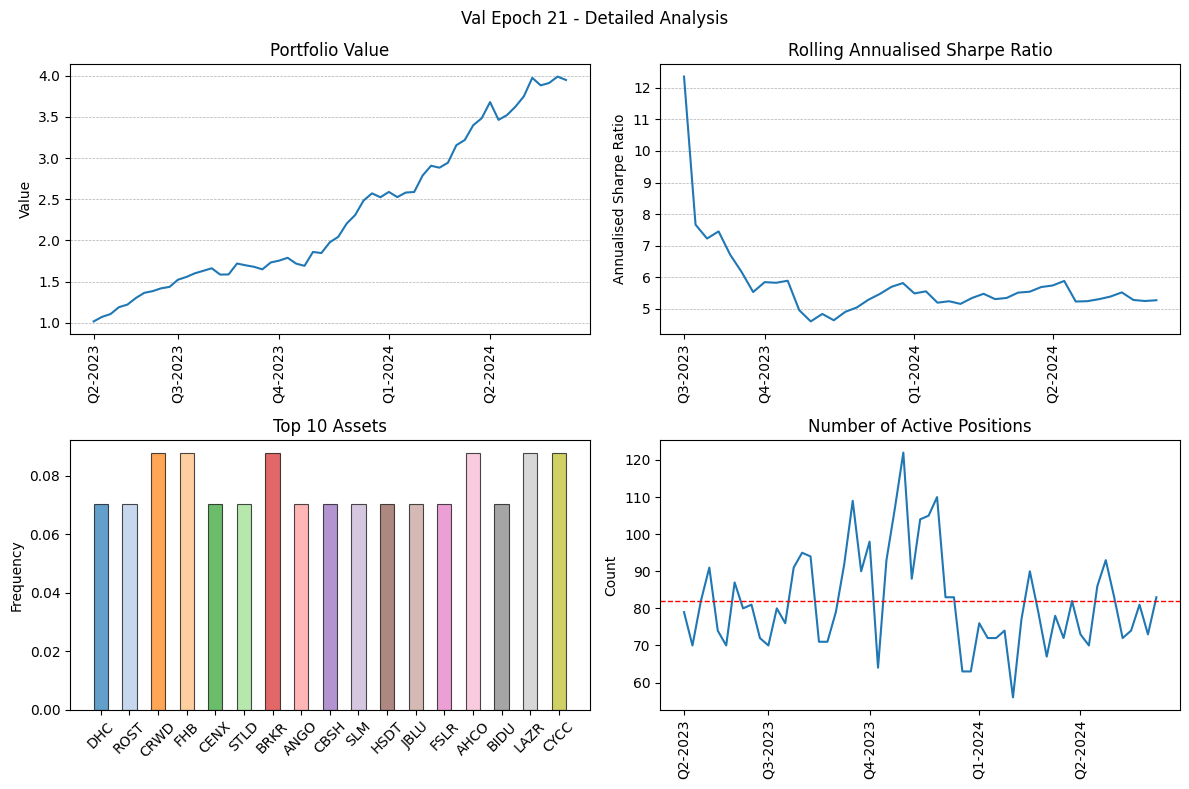 Val Epoch 21 - Detailed Analysis
Portfolio Value
Value
4.0
3.5
3.0
2.5
2.0
1.5
1.0
Q2-2023
Q3-2023
Q4-2023
Q1-2024
Q2-2024
Rolling Annualised Sharpe Ratio
Annualised Sharpe Ratio
12
11
10
9
8
7
6
5
Q3-2023
Q4-2023
Q1-2024
Q2-2024
Top 10 Assets
Frequency
0.08
0.06
0.04
0.02
0.00
DHC
ROST
CRWD
FHB
CENX
STLD
BRKR
ANGO
CBSH
SLM
HSDT
JBLU
FSLR
AHCO
BIDU
LAZR
CYCC
Number of Active Positions
Count
120
110
100
90
80
70
60
Q2-2023
Q3-2023
Q4-2023
Q1-2024
Q2-2024